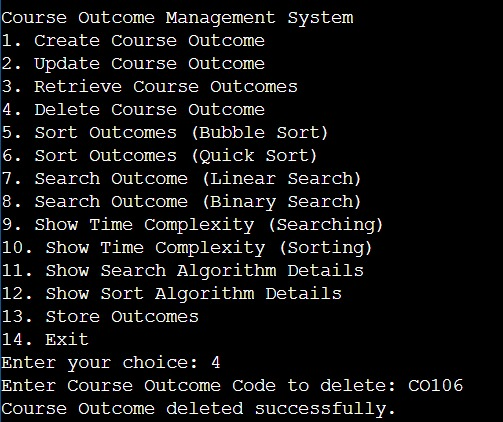 Course Outcome Management System
1. Create Course Outcome
2. Update Course Outcome
3. Retrieve Course Outcomes
4. Delete Course Outcome
5. Sort Outcomes (Bubble Sort)
6. Sort Outcomes (Quick Sort)
7. Search Outcome (Linear Search)
8. Search Outcome (Binary Search)
9. Show Time Complexity (Searching)
10. Show Time Complexity (Sorting)
11. Show Search Algorithm Details
12. Show Sort Algorithm Details
13. Store Outcomes
14. Exit
Enter your choice: 4
Enter Course Outcome Code to delete: CO106
Course Outcome deleted successfully.